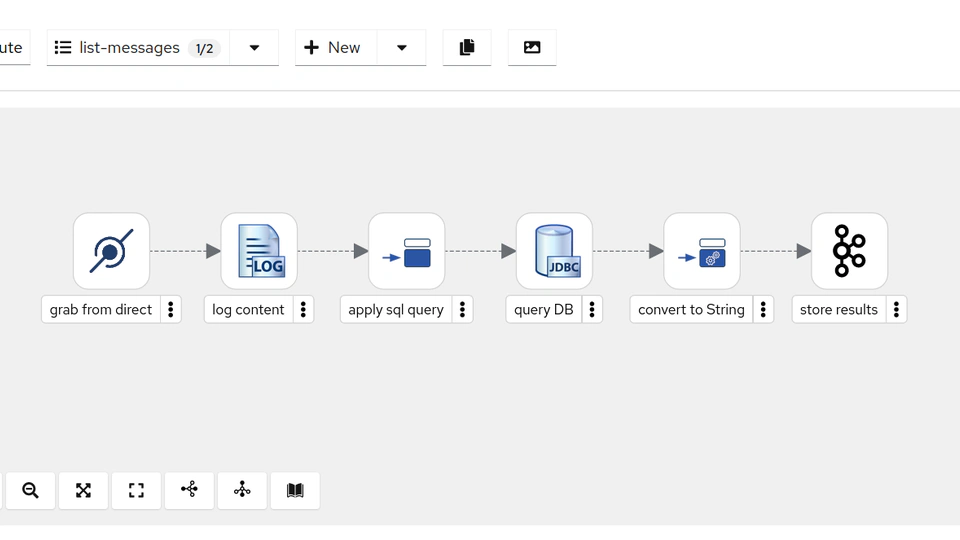 ute
list-messages 1/2
New
LOG
JDBC
grab from direct
log content
apply sql query
query DB
convert to String
store results